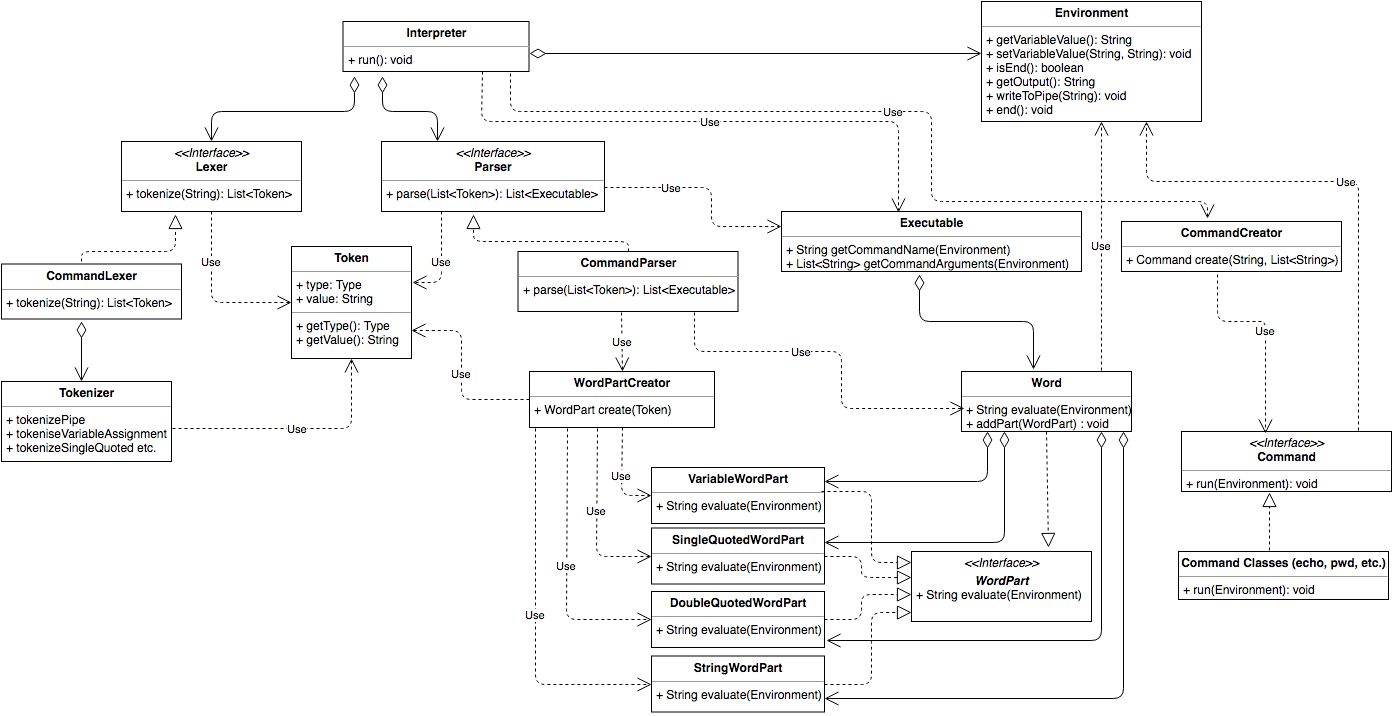 Interpreter
+ run(): void
Environment
+ getVariableValue(): String
+ setVariableValue(String, String): void
+ isEnd(): boolean
+ getOutput(): String
+ writeToPipe(String): void
+ end(): void
Use
Use
<<Interface>>
Lexer
+ tokenize(String): List<Token>
<<Interface>>
Parser
+ parse(List<Token>): List<Executable>
Use
Use
Executable
+ String getCommandName(Environment)
+ List<String> getCommandArguments(Environment)
CommandCreator
+ Command create(String, List<String>)
Use
Use
Use
CommandLexer
+ tokenize(String): List<Token>
Token
+ type: Type
+ value: String
+ getType(): Type
+ getValue(): String
CommandParser
+ parse(List<Token>): List<Executable>
Use
Use
Use
Use
Tokenizer
+ tokenizePipe
+ tokeniseVariableAssignment
+ tokenizeSingleQuoted etc.
Use
WordPartCreator
+ WordPart create(Token)
Word
+ String evaluate(Environment)
+ addPart(WordPart) : void
<<Interface>>
Command
+ run(Environment): void
Use
Use
Use
Use
VariableWordPart
+ String evaluate(Environment)
SingleQuotedWordPart
+ String evaluate(Environment)
DoubleQuotedWordPart
+ String evaluate(Environment)
StringWordPart
+ String evaluate(Environment)
<<Interface>>
WordPart
+ String evaluate(Environment)
Command Classes (echo, pwd, etc.)
+ run(Environment): void